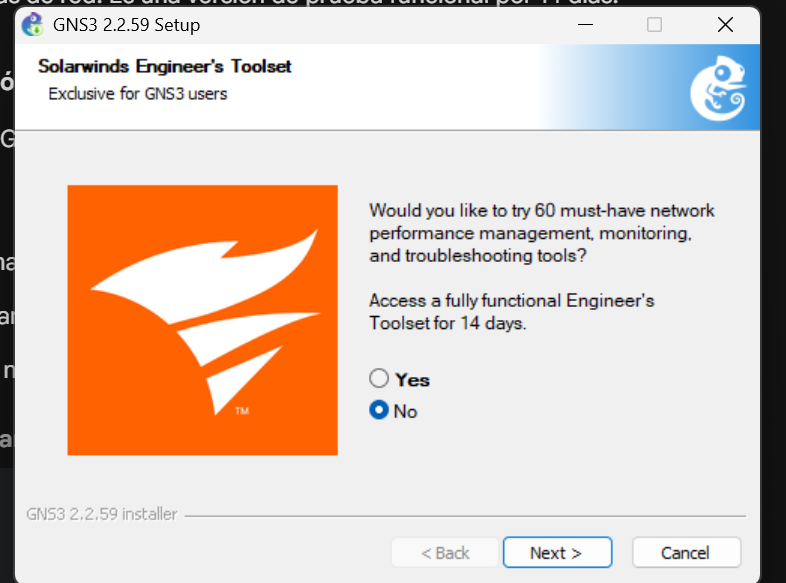 GNS3 2.2.59 Setup
Solarwinds Engineer's Toolset
Exclusive for GNS3 users
Would you like to try 60 must-have network
performance management, monitoring,
and troubleshooting tools?
Access a fully functional Engineer's
Toolset for 14 days.
Yes
No
TM
GNS3 2.2.59 installer
< Back
Next >
Cancel